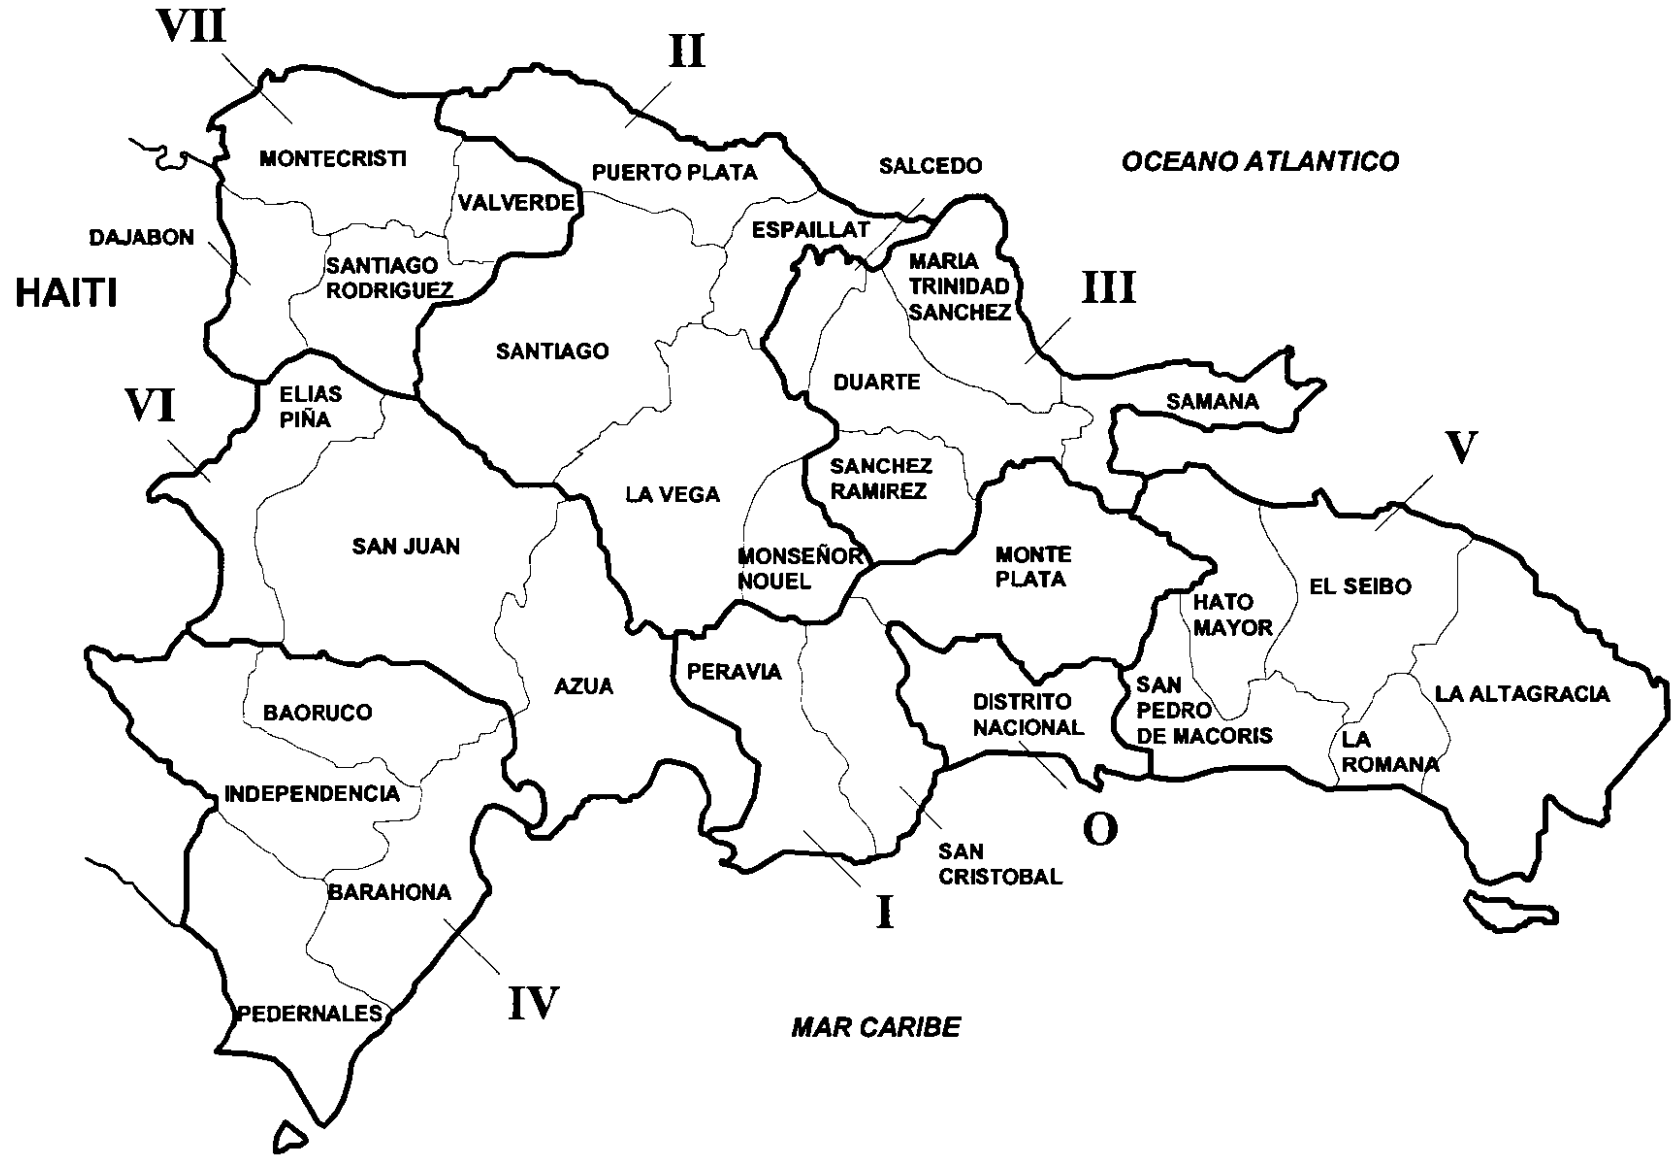 VII
II
SALCEDO
OCEANO ATLANTICO
MONTECRISTI
PUERTO PLATA
VALVERDE
ESPAILLAT
DAJABON
SANTIAGO
RODRIGUEZ
MARIA
TRINIDAD
SANCHEZ
HAITI
III
SANTIAGO
DUARTE
ELIAS
PIÑA
VI
SAMANA
V
SANCHEZ
RAMIREZ
LA VEGA
SAN JUAN
MONSEÑOR
NOUEL
MONTE
PLATA
EL SEIBO
HATO
MAYOR
PERAVIA
AZUA
BAORUCO
DISTRITO
NACIONAL
SAN
PEDRO
DE MACORIS
LA ALTAGRACIA
LA
ROMANA
INDEPENDENCIA
O
SAN
CRISTOBAL
BARAHONA
I
IV
PEDERNALES
MAR CARIBE